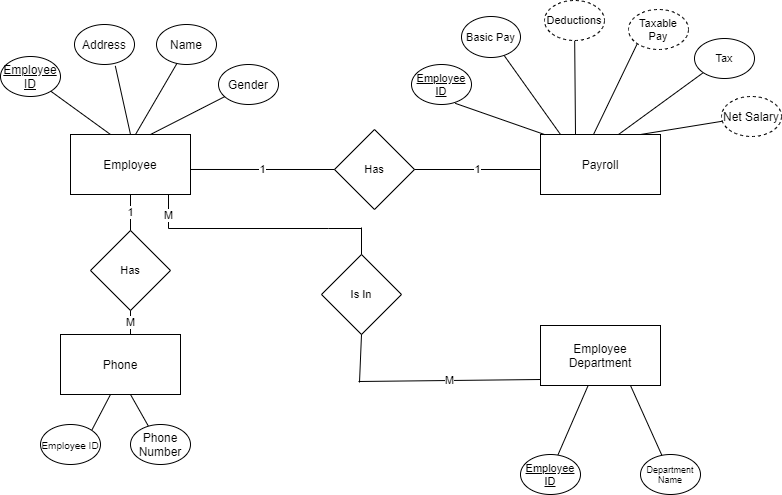 Deductions
Taxable
Pay
Address
Name
Basic Pay
Tax
Employee
ID
Gender
Employee
ID
Net Salary
Employee
1
Has
1
Payroll
1
M
Has
Is In
M
Phone
Employee
Department
M
Employee ID
Phone
Number
Employee
ID
Department
Name